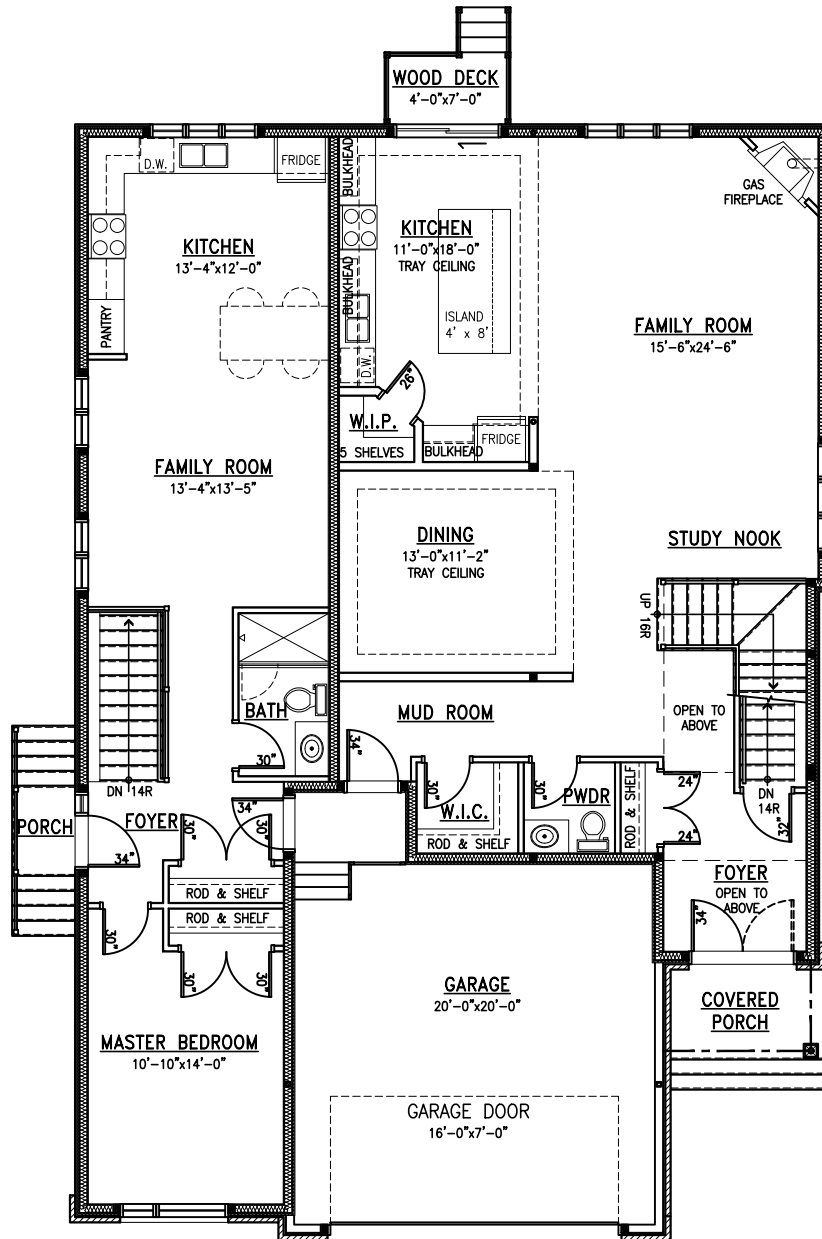 WOOD DECK
4'-0"x7'-0"
D.W.
FRIDGE
BULKHEAD
GAS
FIREPLACE
KITCHEN
13'-4"x12'-0"
KITCHEN
11'-0"x18'-0"
TRAY CEILING
BULKHEAD
PANTRY
ISLAND
4' x 8'
FAMILY ROOM
15'-6"x24'-6"
D.W.
26"
W.I.P.
5 SHELVES
BULKHEAD
FRIDGE
FAMILY ROOM
13'-4"x13'-5"
DINING
13'-0"x11'-2"
TRAY CEILING
STUDY NOOK
UP 16R
BATH
30"
MUD ROOM
OPEN TO
ABOVE
34"
DN 14R
PORCH
FOYER
34"
30"
34"
30"
30"
W.I.C.
ROD & SHELF
30"
PWDR
ROD & SHELF
24"
24"
DN
14R
32"
ROD & SHELF
ROD & SHELF
30"
30"
30"
FOYER
OPEN TO
ABOVE
34"
GARAGE
20'-0"x20'-0"
COVERED
PORCH
MASTER BEDROOM
10'-10"x14'-0"
GARAGE DOOR
16'-0"x7'-0"